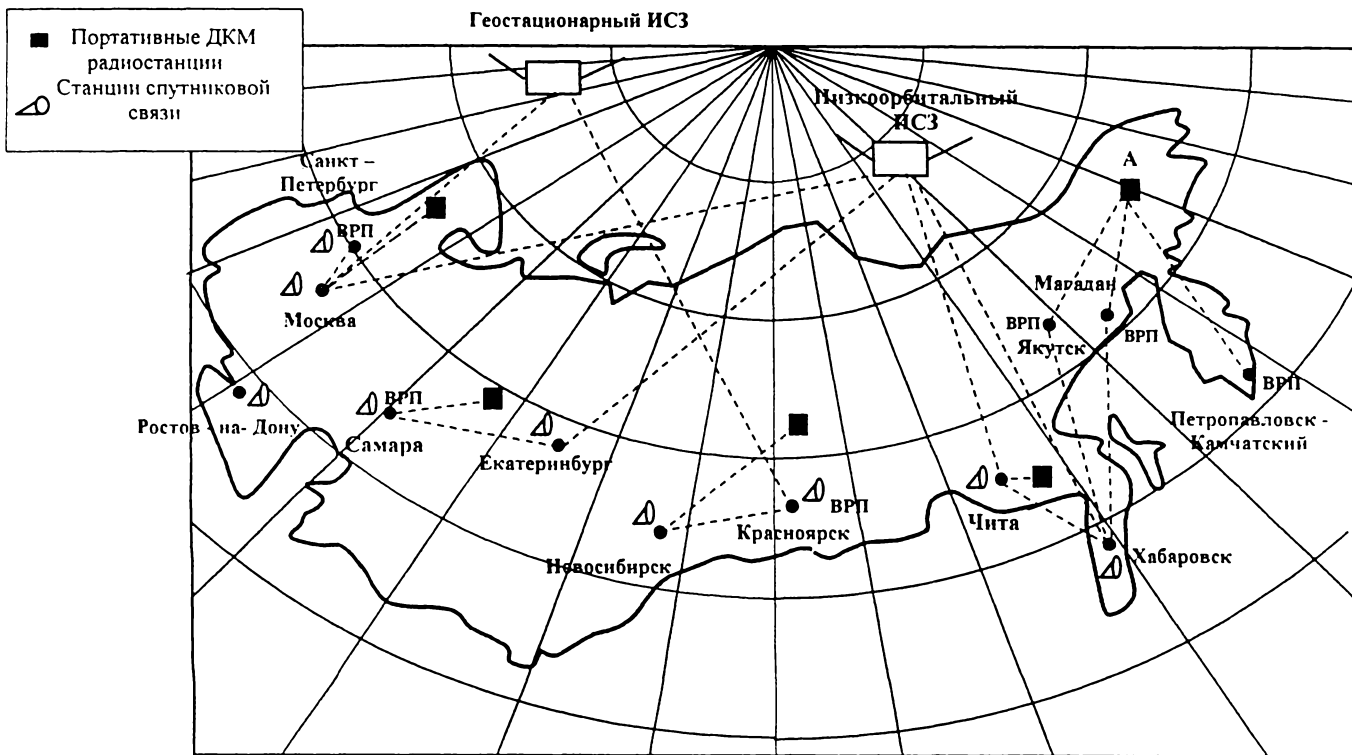 Геостационарный ИСЗ
Портативные ДКМ
радиостанции
Станции спутниковой
связи
Низкоорбитальный
ИСЗ
Санкт –
Петербург
А
ВРП
Москва
Магадан
ВРП
Якутск
ВРП
ВРП
Петропавловск -
Камчатский
Ростов - на- Дону
ВРП
Самара
Екатеринбург
Новосибирск
Красноярск
ВРП
Чита
Хабаровск